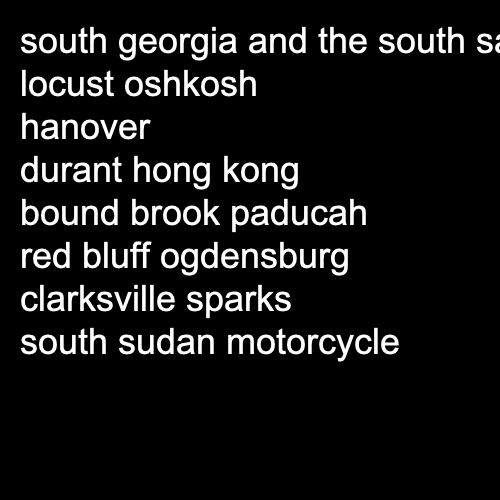 south georgia and the south
locust oshkosh
hanover
durant hong kong
bound brook paducah
red bluff ogdensburg
clarksville sparks
south sudan motorcycle